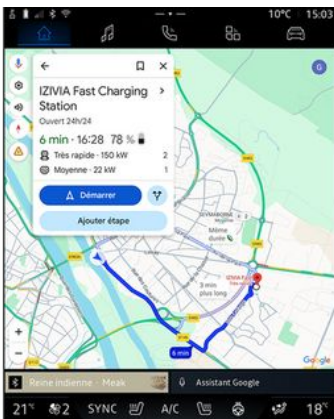 10°C 15:03
IZIVIA Fast Charging
Station
Ouvert 24h/24
6 min · 16:28 78 %
Très rapide · 150 kW 2
Moyenne · 22 kW 1
Démarrer
Ajouter étape
G
Même
durée
3 min
plus long
IZIVIA Fast
6 min
Google
Reine indienne - Meak
Assistant Google
21° 2 SYNC A/C 18°